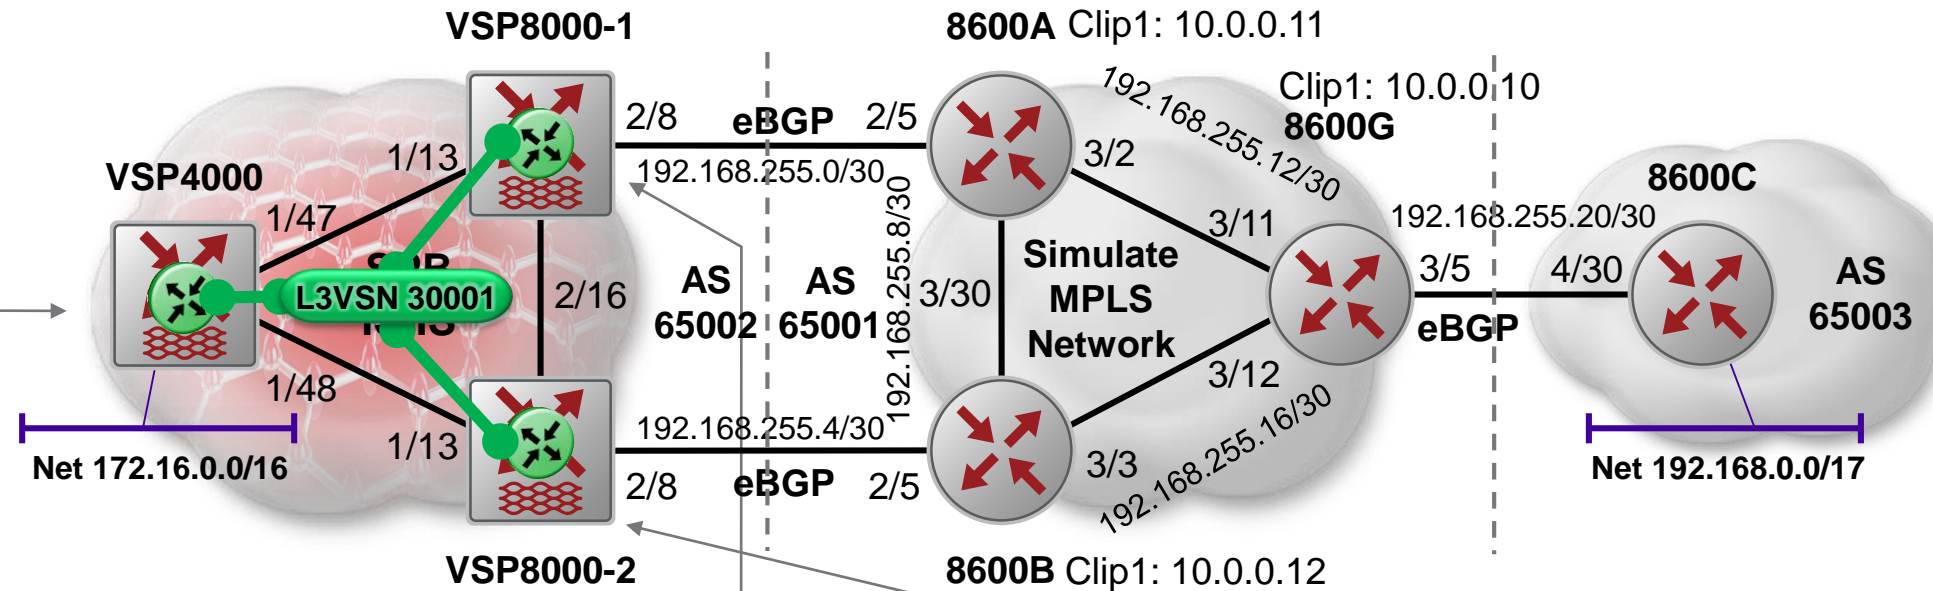 VSP8000-1
8600A Clip1: 10.0.0.11
Clip1: 10.0.0.10
8600G
192.168.255.12/30
2/8
eBGP
2/5
192.168.255.0/30
1/13
3/2
VSP4000
1/47
8600C
192.168.255.20/30
3/11
192.168.255.8/30
Simulate
MPLS
Network
SPB
L3VSN 30001
2/16
AS
65002
AS
65001
3/30
3/5
4/30
eBGP
AS
65003
1/48
3/12
192.168.255.16/30
1/13
192.168.255.4/30
2/8
eBGP
2/5
3/3
Net 172.16.0.0/16
Net 192.168.0.0/17
VSP8000-2
8600B Clip1: 10.0.0.12